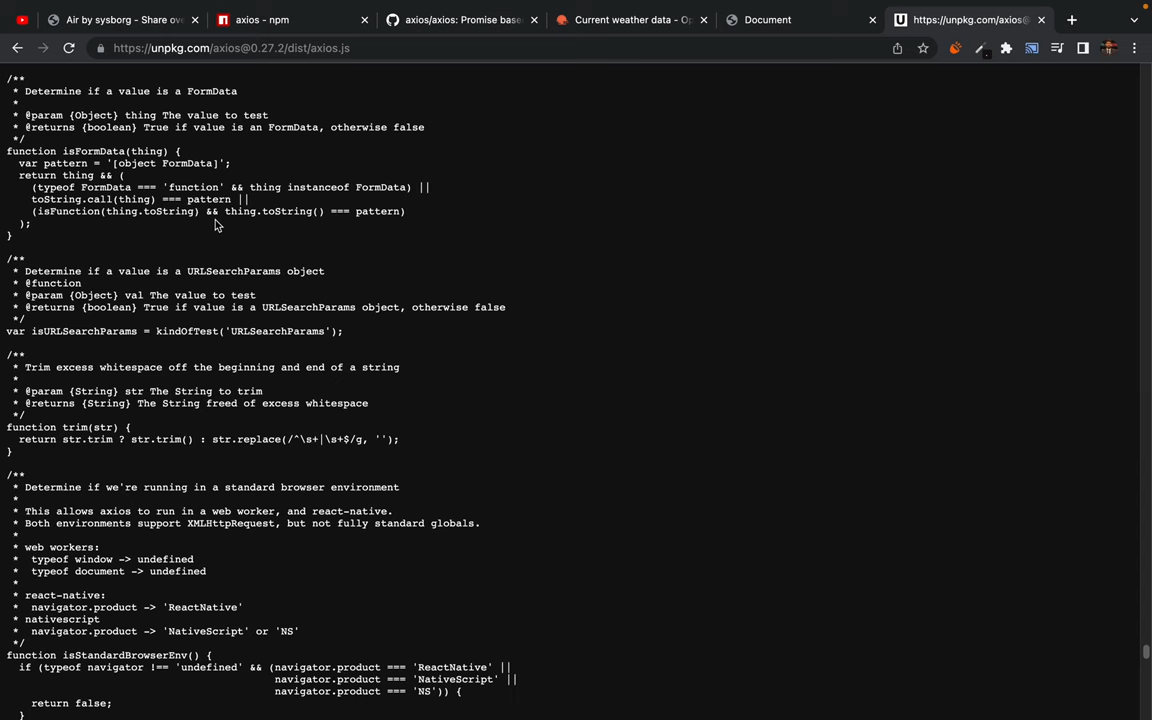 Air by sysborg - Share ove
axios - npm
axios/axios: Promise base
Current weather data - Op
Document
https://unpkg.com/axios@
https://unpkg.com/axios@0.27.2/dist/axios.js
/**
 * Determine if a value is a FormData
 *
 * @param {Object} thing The value to test
 * @returns {boolean} True if value is an FormData, otherwise false
 */
function isFormData(thing) {
  var pattern = '[object FormData]';
  return thing && (
    (typeof FormData === 'function' && thing instanceof FormData) ||
    toString.call(thing) === pattern ||
    (isFunction(thing.toString) && thing.toString() === pattern)
  );
}
/**
 * Determine if a value is a URLSearchParams object
 * @function
 * @param {Object} val The value to test
 * @returns {boolean} True if value is a URLSearchParams object, otherwise false
 */
var isURLSearchParams = kindOfTest('URLSearchParams');
/**
 * Trim excess whitespace off the beginning and end of a string
 *
 * @param {String} str The String to trim
 * @returns {String} The String freed of excess whitespace
 */
function trim(str) {
  return str.trim ? str.trim() : str.replace(/^\s+|\s+$/g, '');
}
/**
 * Determine if we're running in a standard browser environment
 *
 * This allows axios to run in a web worker, and react-native.
 * Both environments support XMLHttpRequest, but not fully standard globals.
 *
 * web workers:
 *  typeof window -> undefined
 *  typeof document -> undefined
 *
 * react-native:
 *  navigator.product -> 'ReactNative'
 * nativescript
 *  navigator.product -> 'NativeScript' or 'NS'
 */
function isStandardBrowserEnv() {
  if (typeof navigator !== 'undefined' && (navigator.product === 'ReactNative' ||
                                           navigator.product === 'NativeScript' ||
                                           navigator.product === 'NS')) {
    return false;
  }